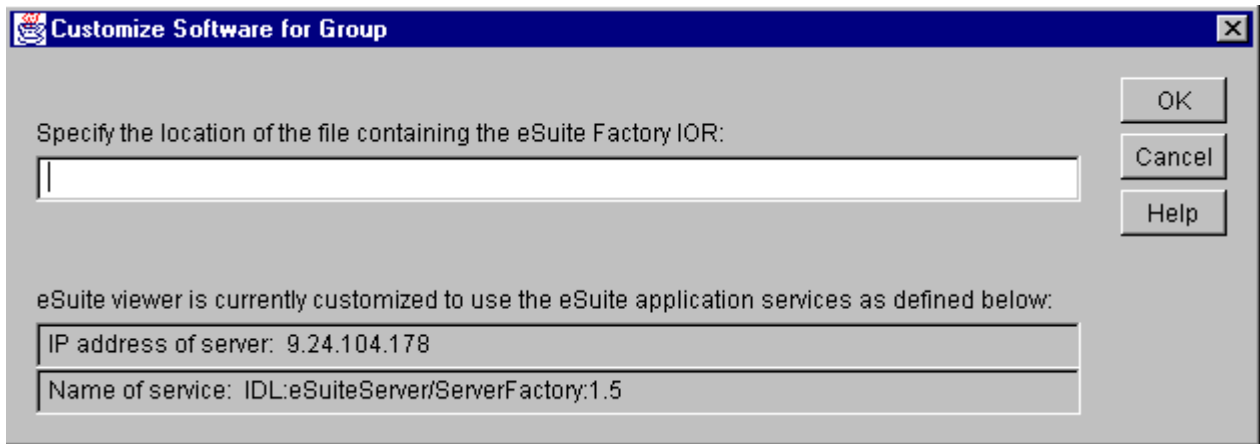 Customize Software for Group
OK
Specify the location of the file containing the eSuite Factory IOR:
Cancel
Help
eSuite viewer is currently customized to use the eSuite application services as defined below:
IP address of server: 9.24.104.178
Name of service: IDL:eSuiteServer/ServerFactory:1.5